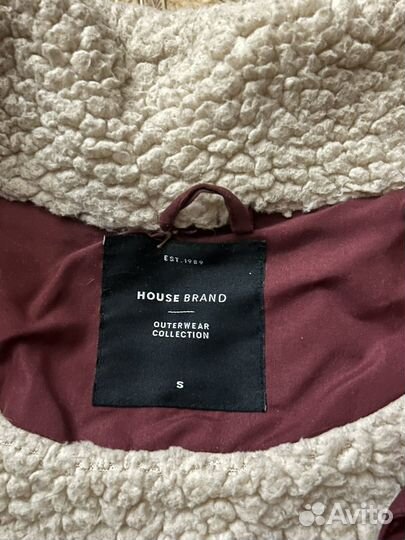 EST. 1989
HOUSE BRAND
OUTERWEAR
COLLECTION
S
Avito